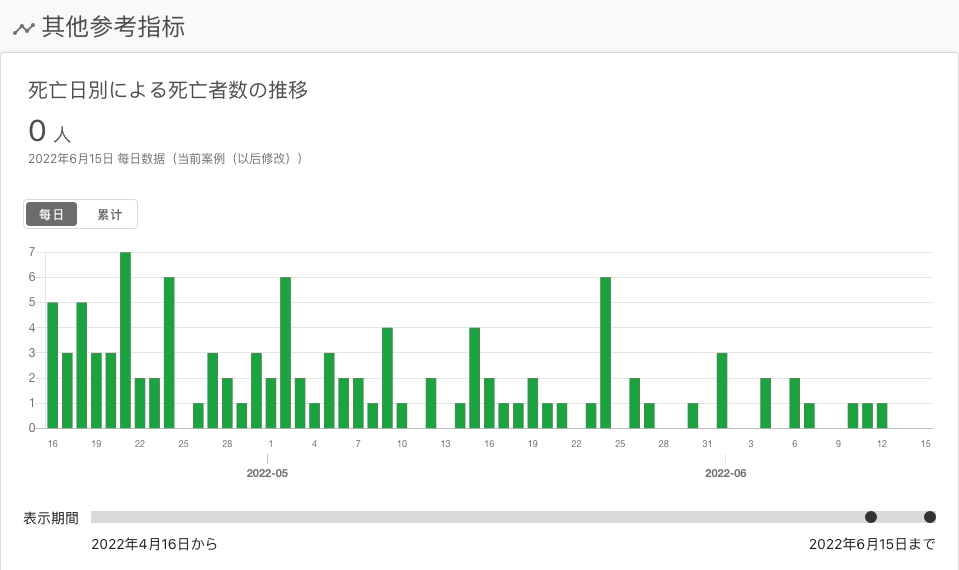 其他参考指标
死亡日別による死亡者数の推移
0 人
2022年6月15日 每日数据（当前案例（以后修改））
每日 累计
7
6
5
4
3
2
1
0
16 19 22 25 28 1 4 7 10 13 16 19 22 25 28 31 3 6 9 12 15
2022-05 2022-06
表示期間
2022年4月16日から 2022年6月15日まで